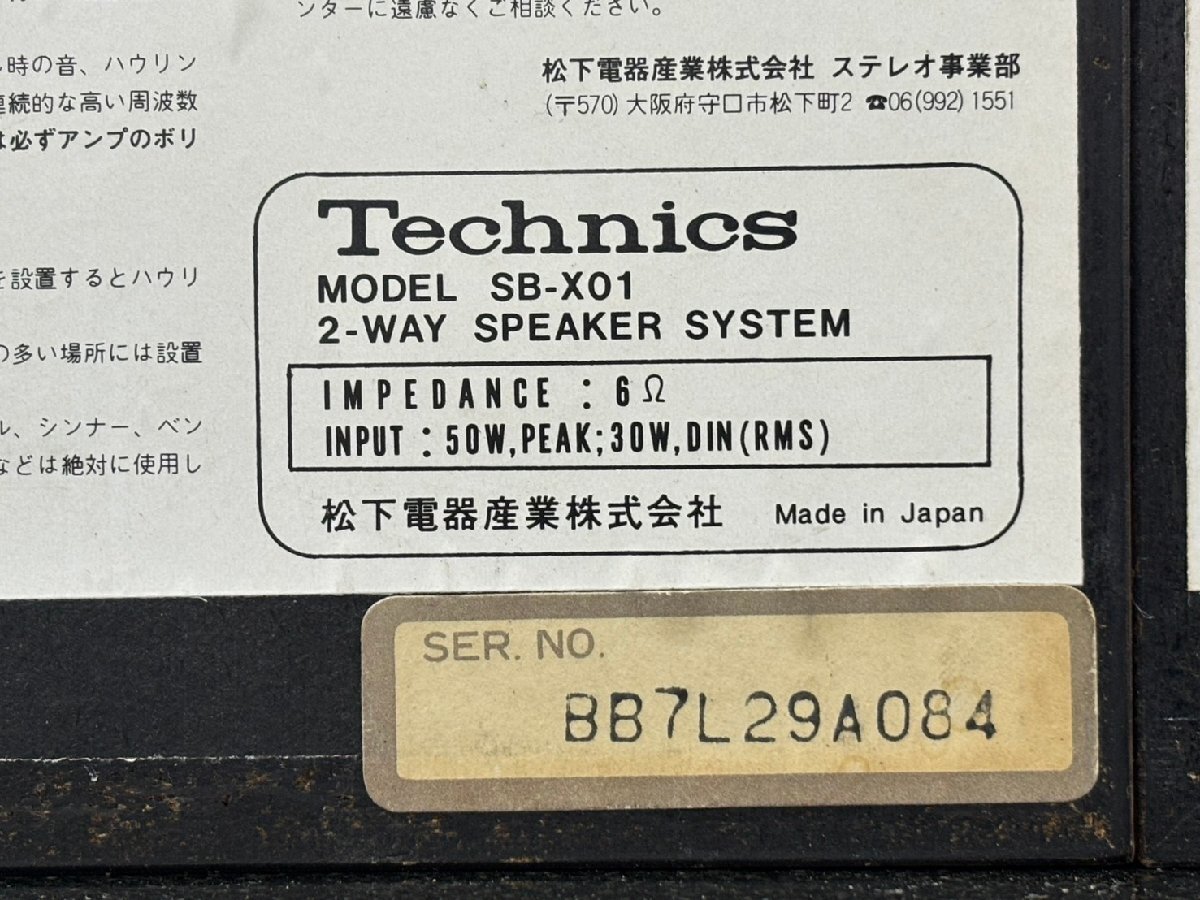 ンターに遠慮なくご相談ください。
時の音、ハウリン
連続的な高い周波数
は必ずアンプのボリ
を設置するとハウリ
の多い場所には設置
ル、シンナー、ベン
などは絶対に使用し
松下電器産業株式会社 ステレオ事業部
(〒570) 大阪府守口市松下町2 ☎06(992)1551
Technics
MODEL SB-X01
2-WAY SPEAKER SYSTEM
IMPEDANCE : 6Ω
INPUT : 50W,PEAK;30W,DIN(RMS)
松下電器産業株式会社 Made in Japan
SER. NO.
BB7L29A084